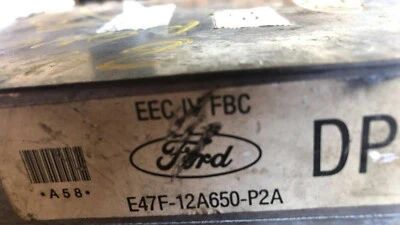 EEC-IV FBC
Ford
DP
*A58*
E47F-12A650-P2A